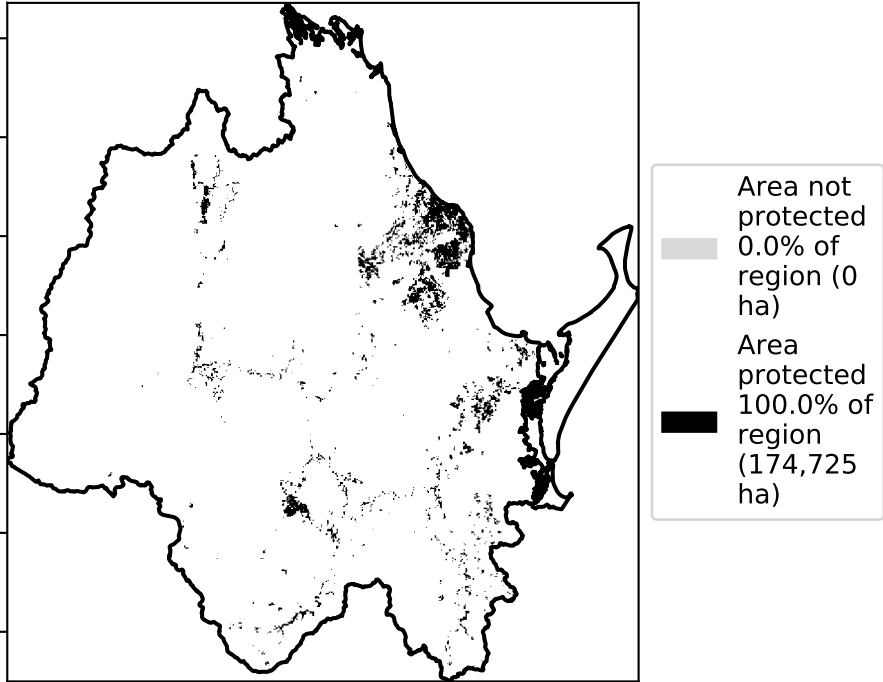 Area not
protected
0.0% of
region (0
ha)
Area
protected
100.0% of
region
(174,725
ha)